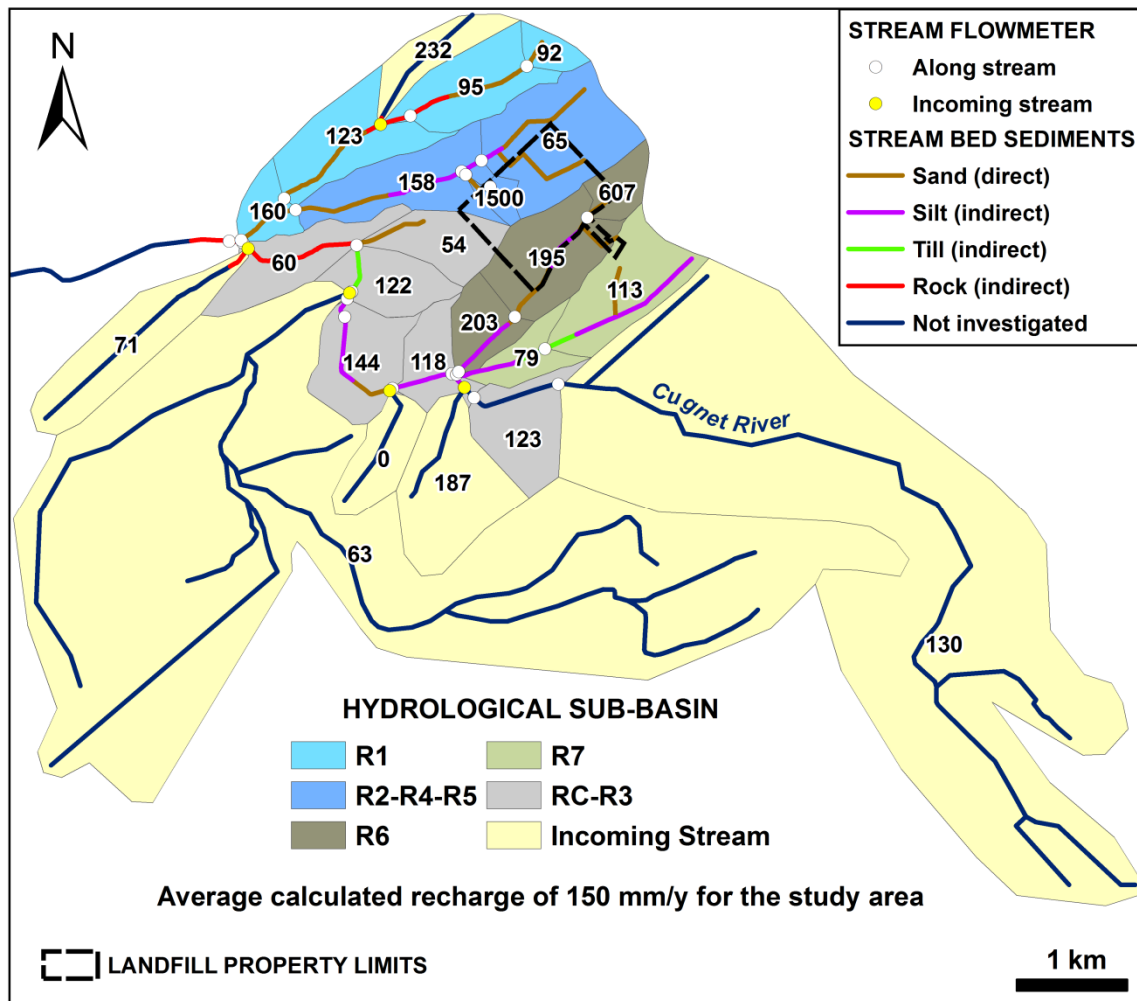 N
232
92
95
123
65
158
1500
607
160
54
195
60
122
113
203
71
144
118
79
Cugnet River
123
0
187
63
130
STREAM FLOWMETER
Along stream
Incoming stream
STREAM BED SEDIMENTS
Sand (direct)
Silt (indirect)
Till (indirect)
Rock (indirect)
Not investigated
HYDROLOGICAL SUB-BASIN
R1
R7
R2-R4-R5
RC-R3
R6
Incoming Stream
Average calculated recharge of 150 mm/y for the study area
LANDFILL PROPERTY LIMITS
1 km